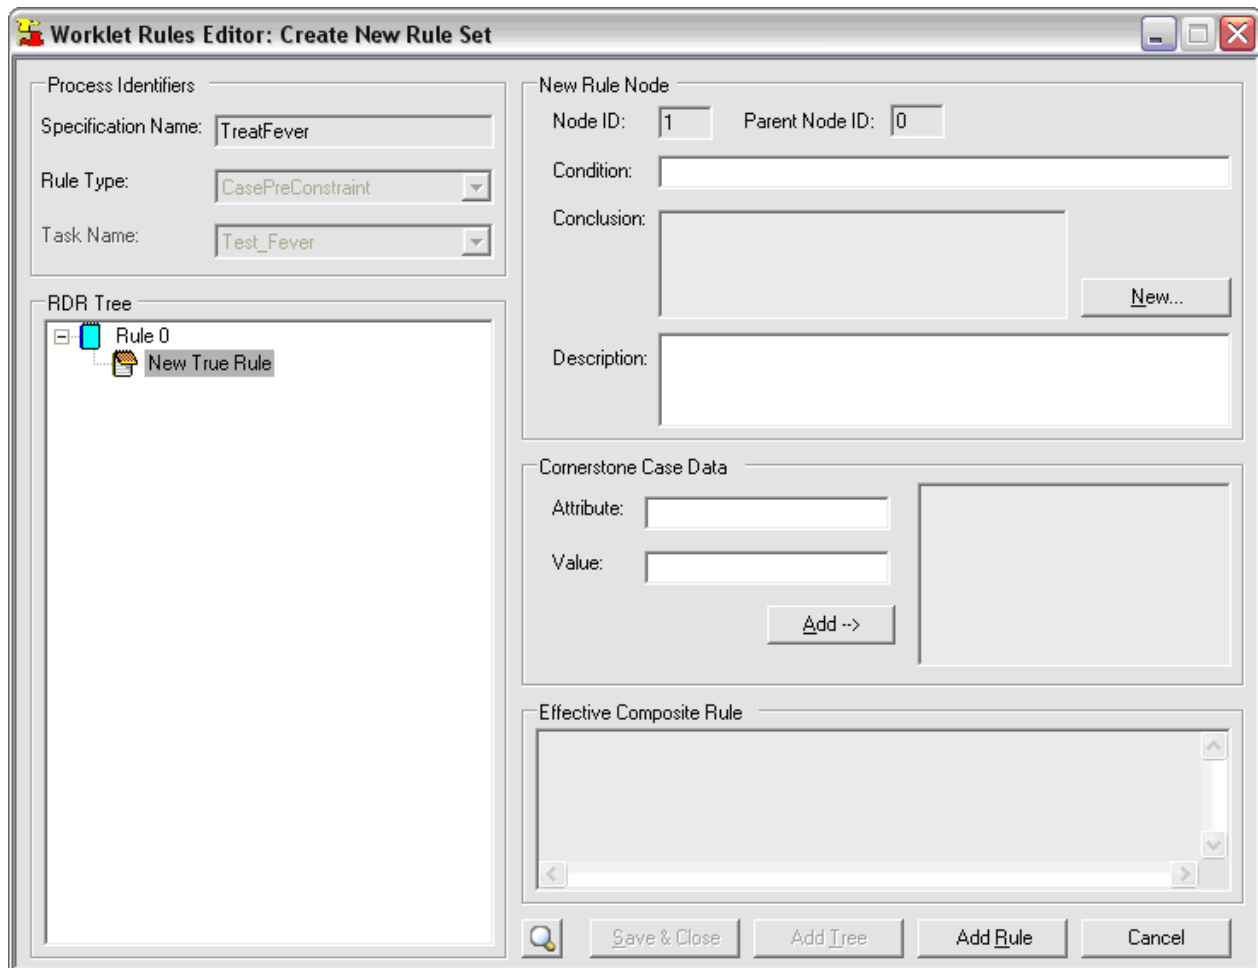 Worklet Rules Editor: Create New Rule Set
Process Identifiers
Specification Name: TreatFever
Rule Type: CasePreConstraint
Task Name: Test_Fever
RDR Tree
Rule 0
New True Rule
New Rule Node
Node ID: 1 Parent Node ID: 0
Condition:
Conclusion:
New...
Description:
Cornerstone Case Data
Attribute:
Value:
Add -->
Effective Composite Rule
Save & Close Add Tree Add Rule Cancel